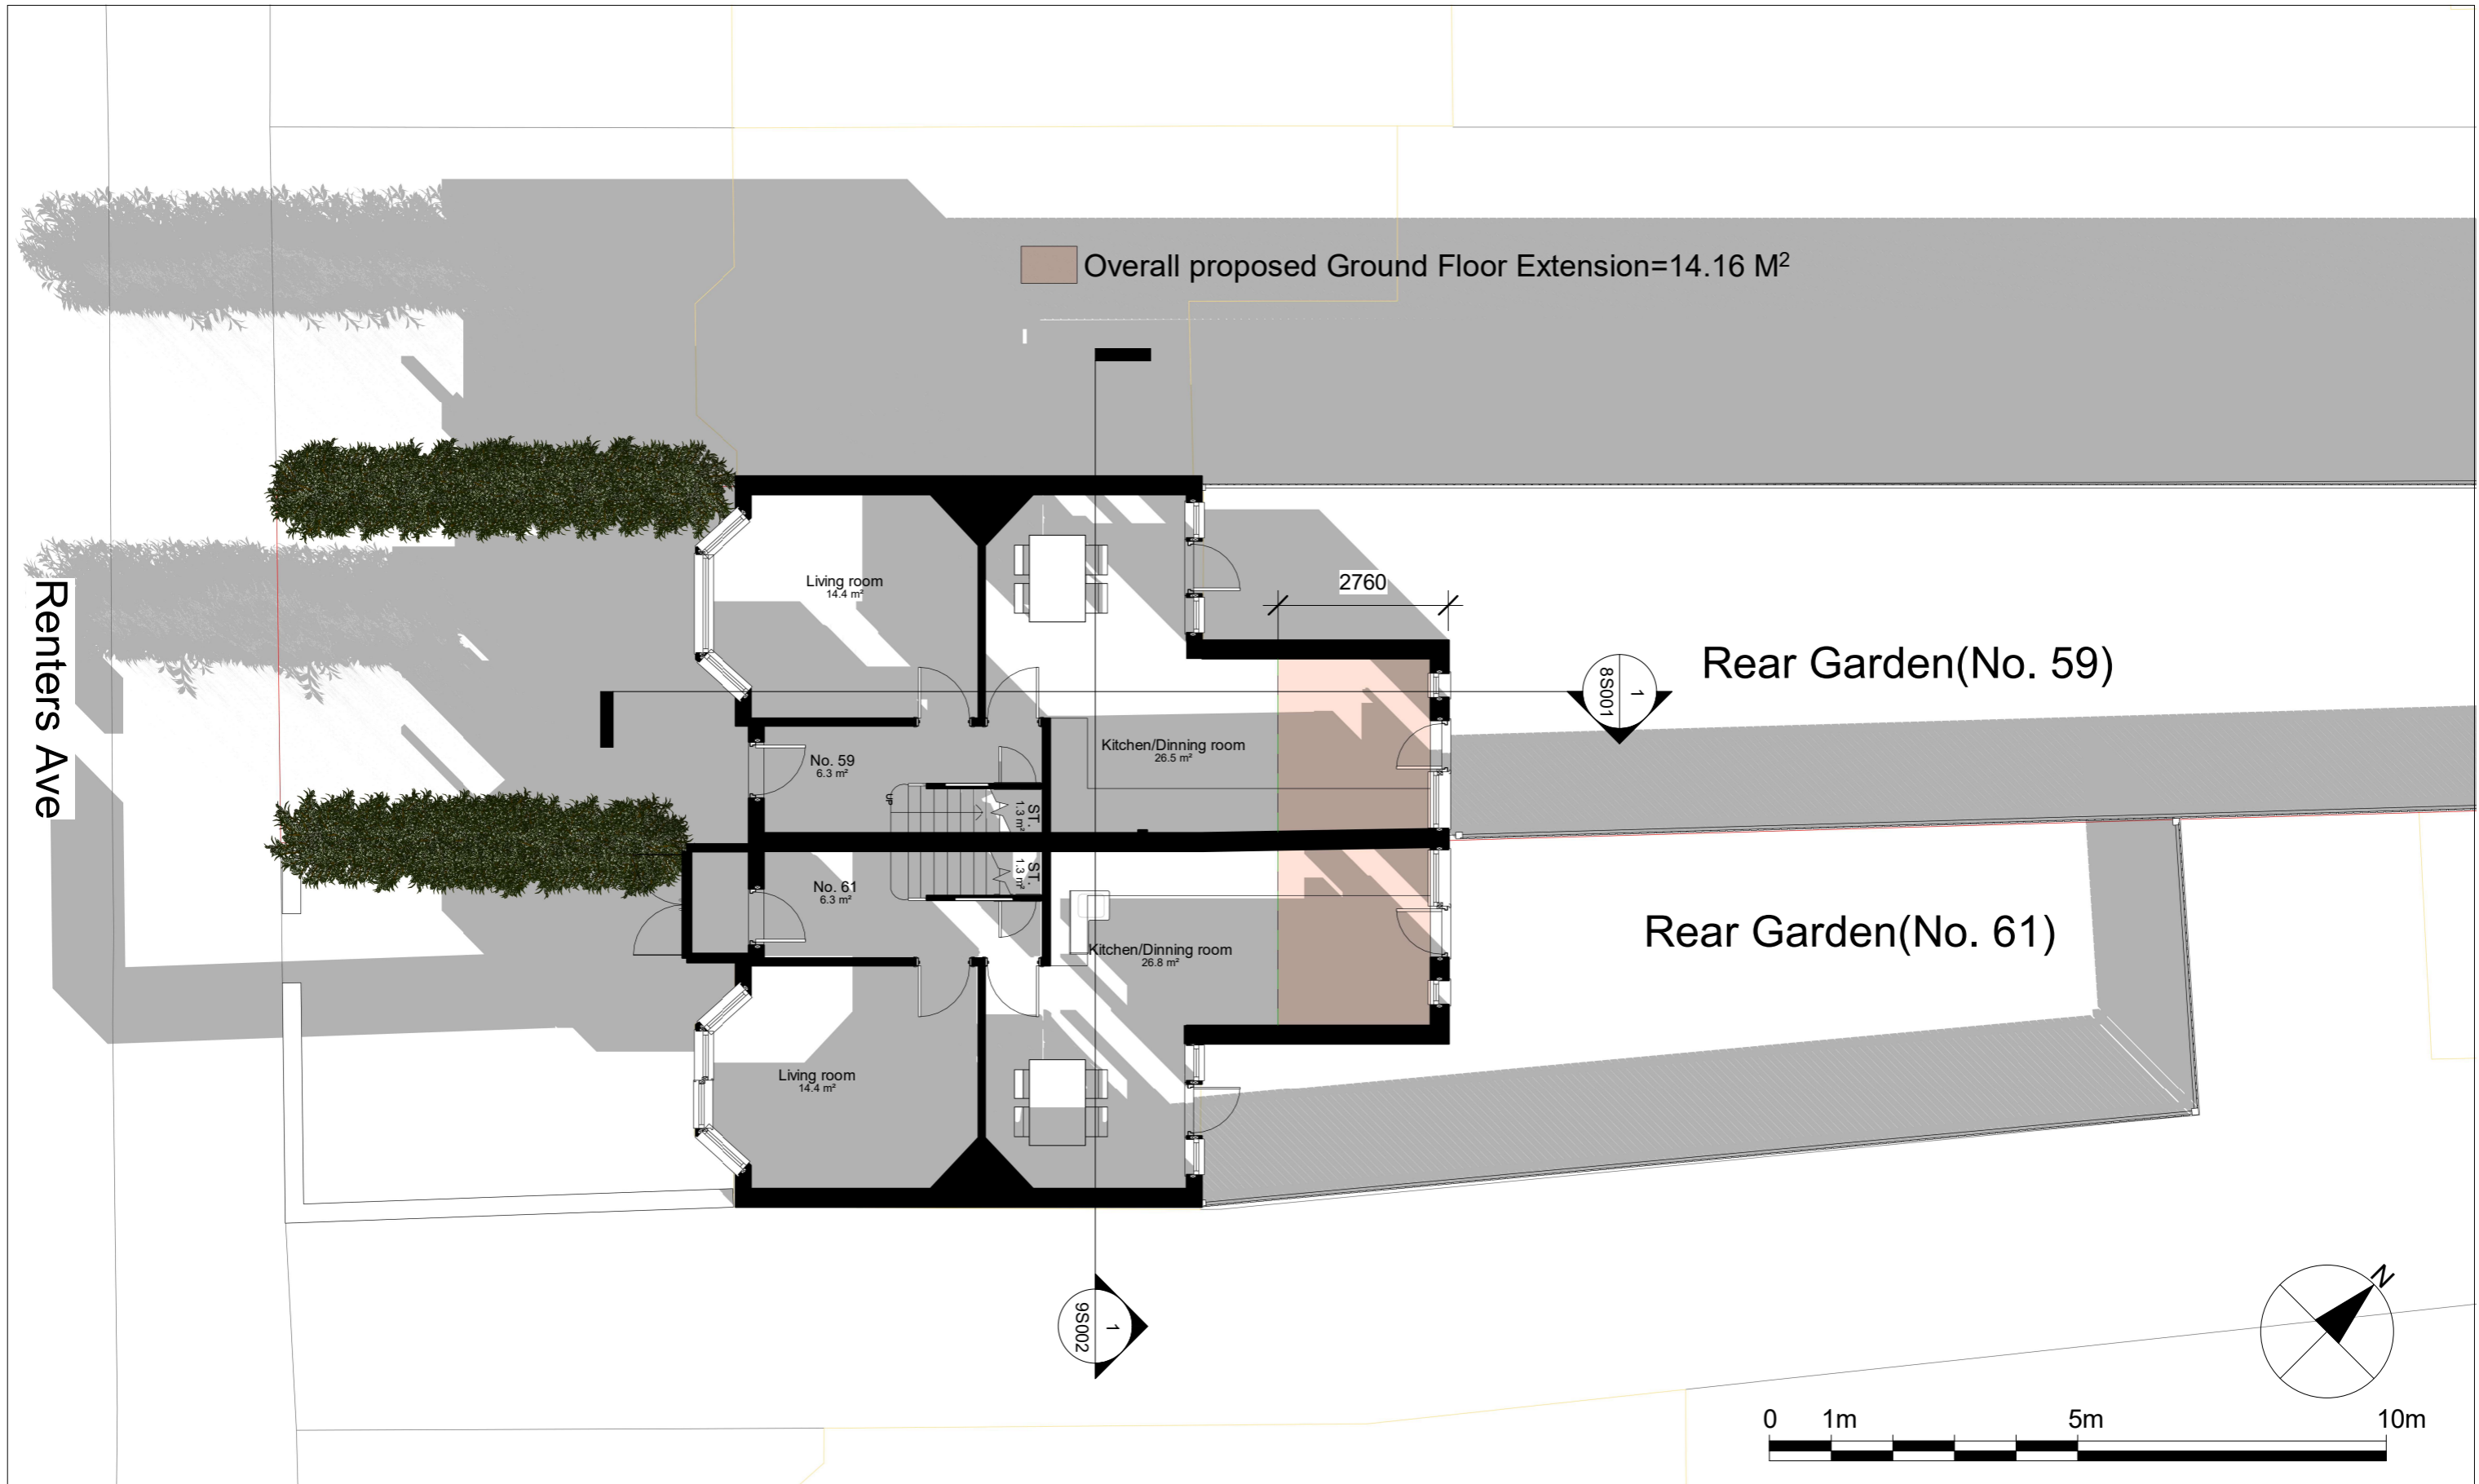 Overall proposed Ground Floor Extension=14.16 M²
Renters Ave
Living room
14.4 m²
2760
Rear Garden(No. 59)
1
8S001
Kitchen/Dinning room
26.5 m²
No. 59
6.3 m²
UP
ST.
1.3 m²
ST.
1.3 m²
No. 61
6.3 m²
Kitchen/Dinning room
26.8 m²
Rear Garden(No. 61)
Living room
14.4 m²
1
9S002
N
0 1m 5m 10m